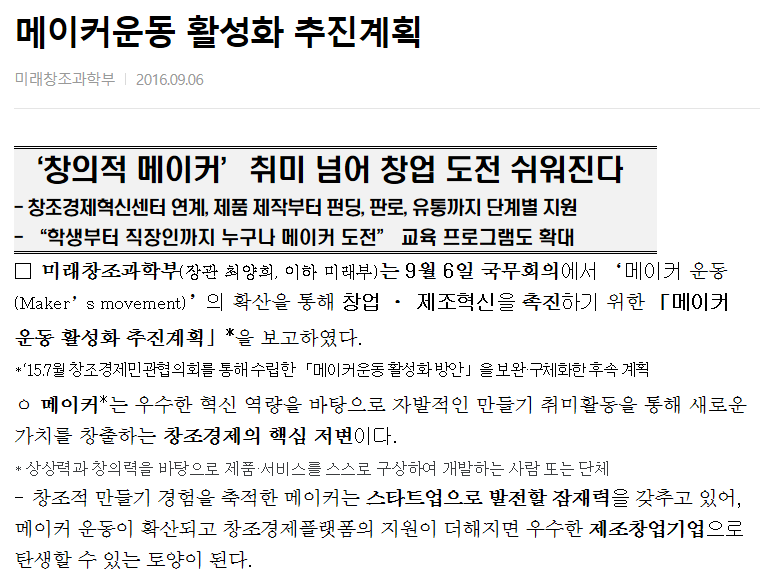 메이커운동 활성화 추진계획
미래창조과학부 | 2016.09.06
‘창의적 메이커’ 취미 넘어 창업 도전 쉬워진다
- 창조경제혁신센터 연계, 제품 제작부터 펀딩, 판로, 유통까지 단계별 지원
- “학생부터 직장인까지 누구나 메이커 도전” 교육 프로그램도 확대
□ 미래창조과학부(장관 최양희, 이하 미래부)는 9월 6일 국무회의에서 ‘메이커 운동
(Maker’s movement)’의 확산을 통해 창업 · 제조혁신을 촉진하기 위한 「메이커
운동 활성화 추진계획」*을 보고하였다.
*‘15.7월 창조경제민관협의회를 통해 수립한 「메이커운동 활성화 방안」을 보완·구체화한 후속 계획
ㅇ 메이커*는 우수한 혁신 역량을 바탕으로 자발적인 만들기 취미활동을 통해 새로운
가치를 창출하는 창조경제의 핵심 저변이다.
* 상상력과 창의력을 바탕으로 제품·서비스를 스스로 구상하여 개발하는 사람 또는 단체
- 창조적 만들기 경험을 축적한 메이커는 스타트업으로 발전할 잠재력을 갖추고 있어,
메이커 운동이 확산되고 창조경제플랫폼의 지원이 더해지면 우수한 제조창업기업으로
탄생할 수 있는 토양이 된다.